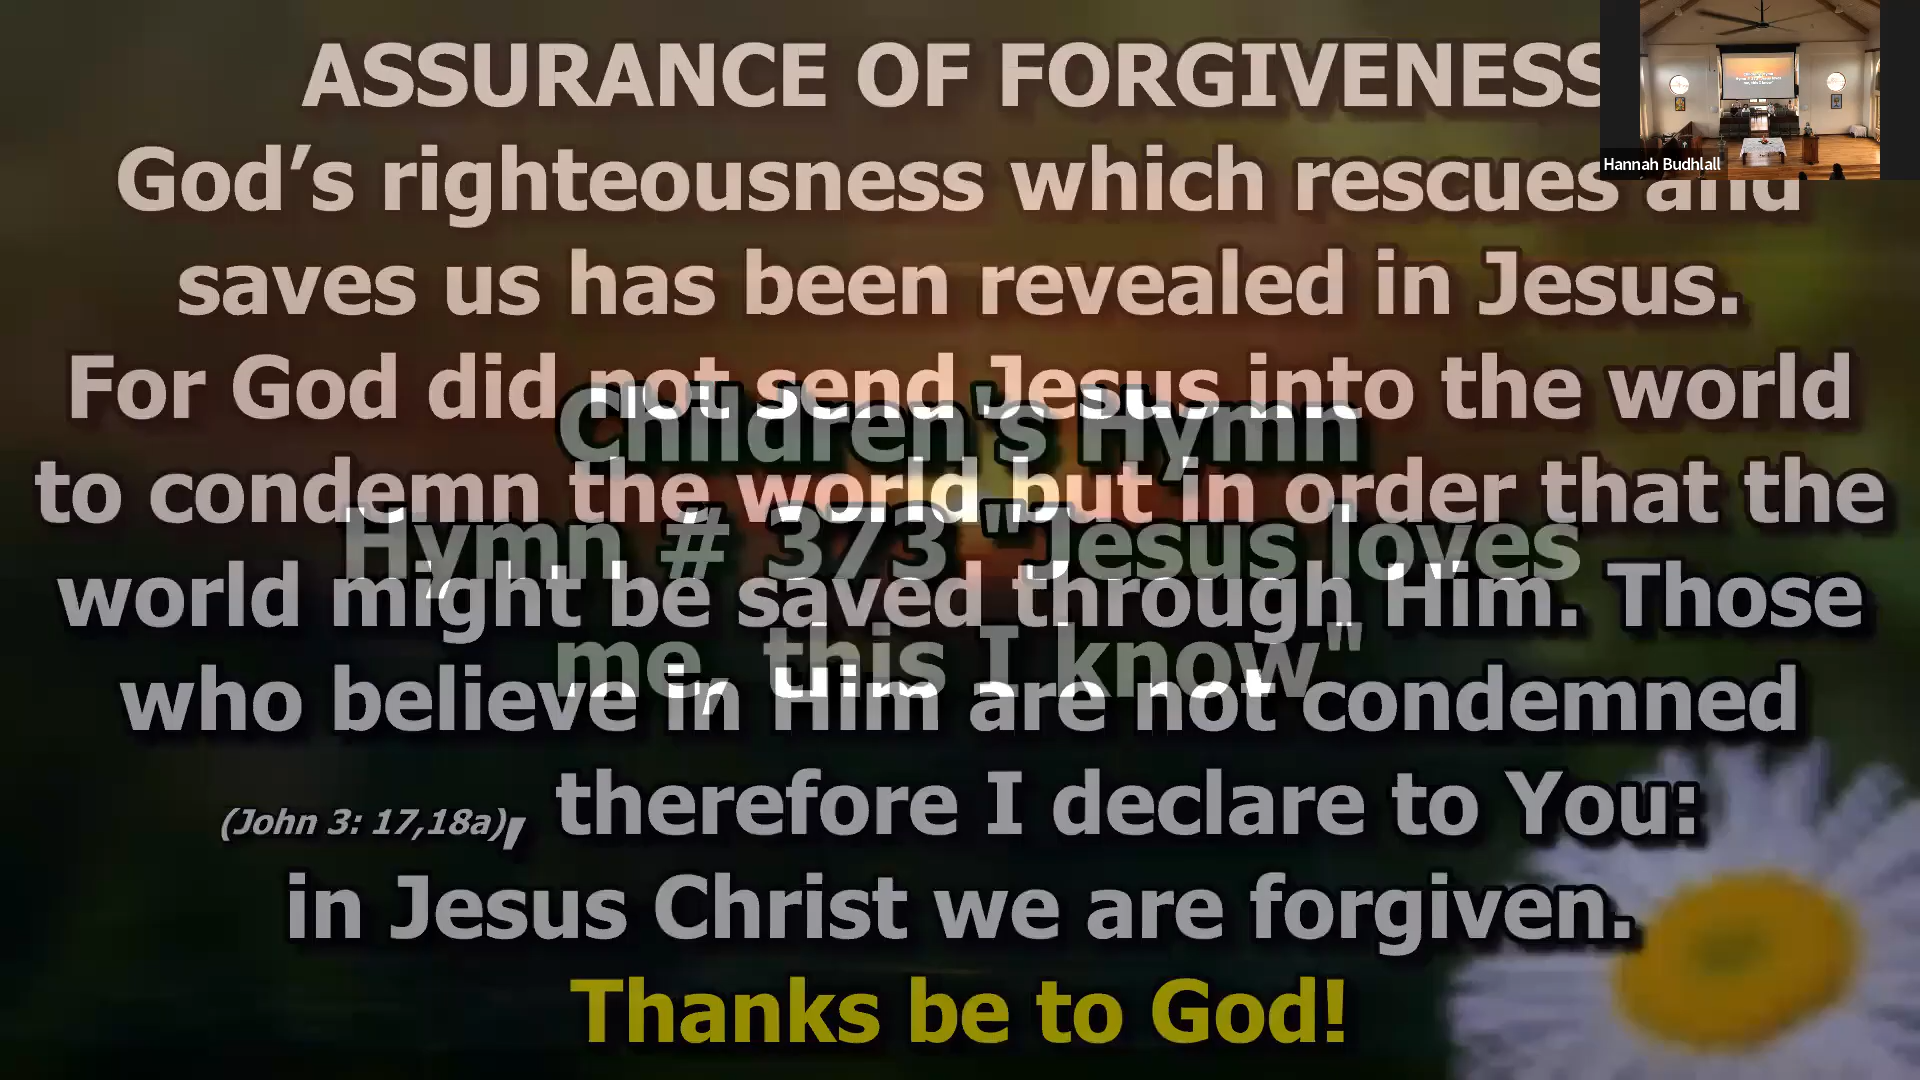 ASSURANCE OF FORGIVENESS
God’s righteousness which rescues and
saves us has been revealed in Jesus.
For God did not send Jesus into the world
to condemn the world but in order that the
world might be saved through Him. Those
who believe in Him are not condemned
(John 3: 17,18a), therefore I declare to You:
in Jesus Christ we are forgiven.
Thanks be to God!
Children's Hymn
Hymn # 373 "Jesus loves
me, this I know"
Hannah Budhlall